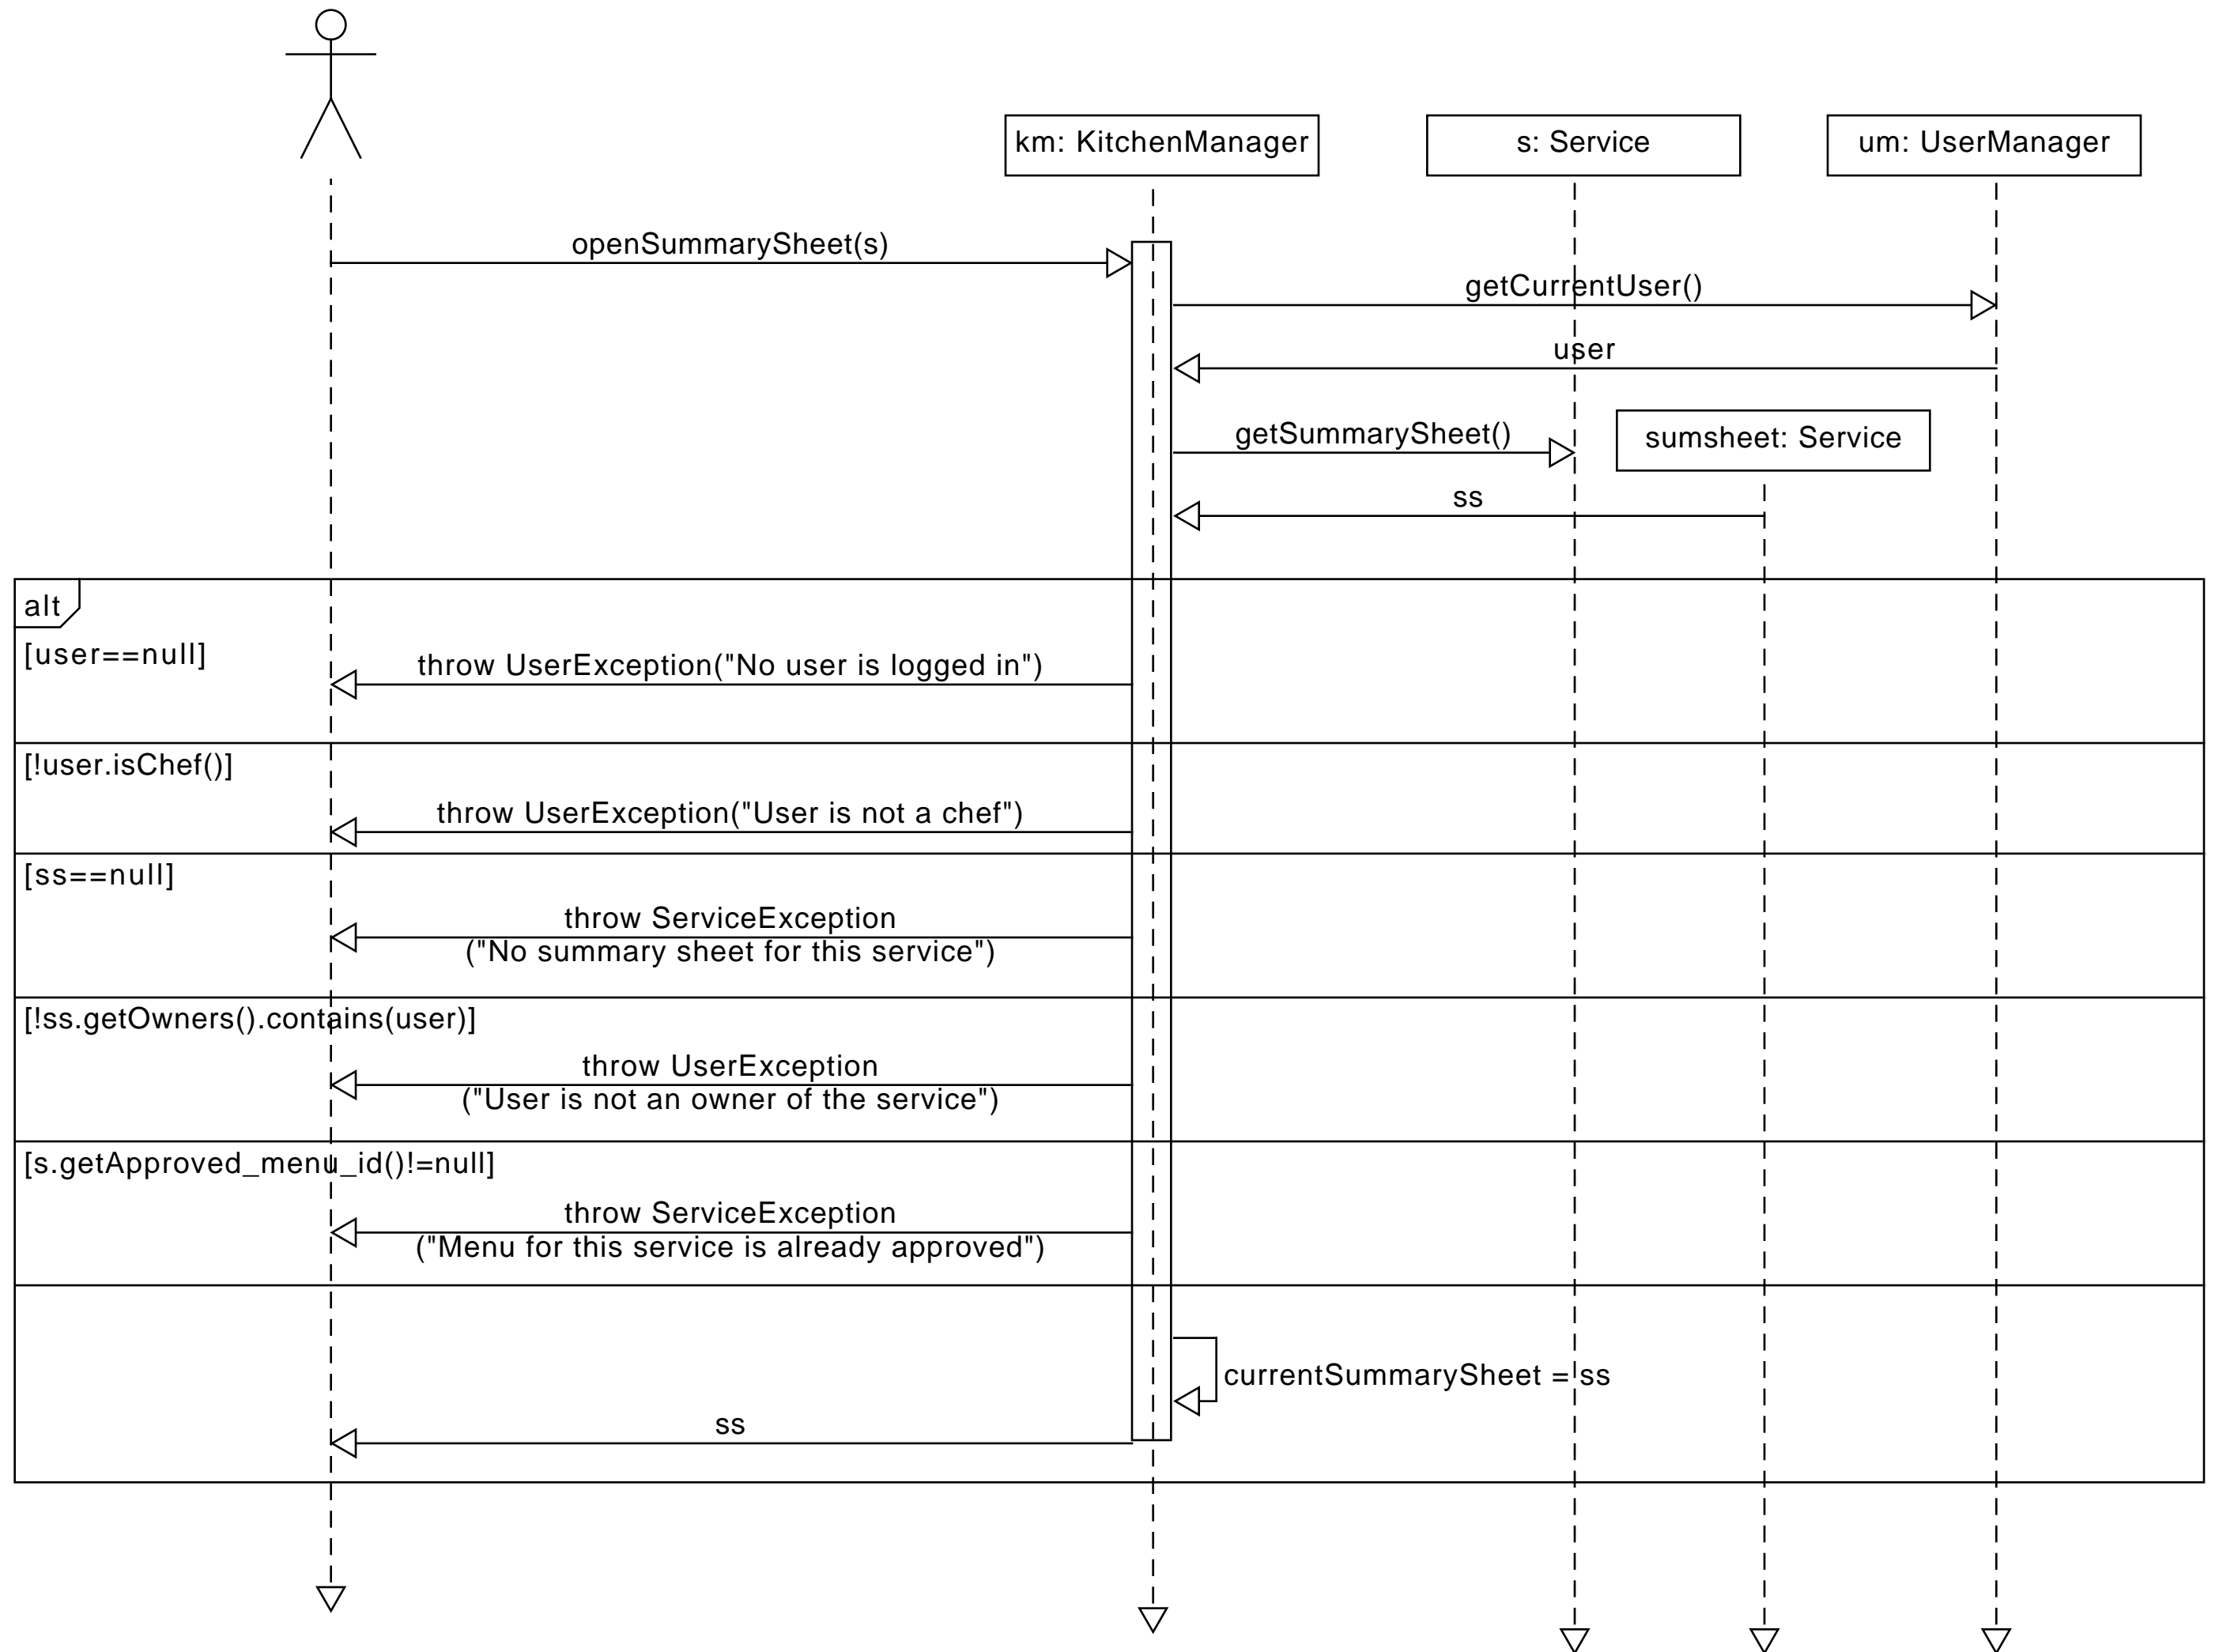 km: KitchenManager
s: Service
um: UserManager
openSummarySheet(s)
getCurrentUser()
user
getSummarySheet()
sumsheet: Service
ss
alt
[user==null]
throw UserException("No user is logged in")
[!user.isChef()]
throw UserException("User is not a chef")
[ss==null]
throw ServiceException
("No summary sheet for this service")
[!ss.getOwners().contains(user)]
throw UserException
("User is not an owner of the service")
[s.getApproved_menu_id()!=null]
throw ServiceException
("Menu for this service is already approved")
currentSummarySheet = ss
ss